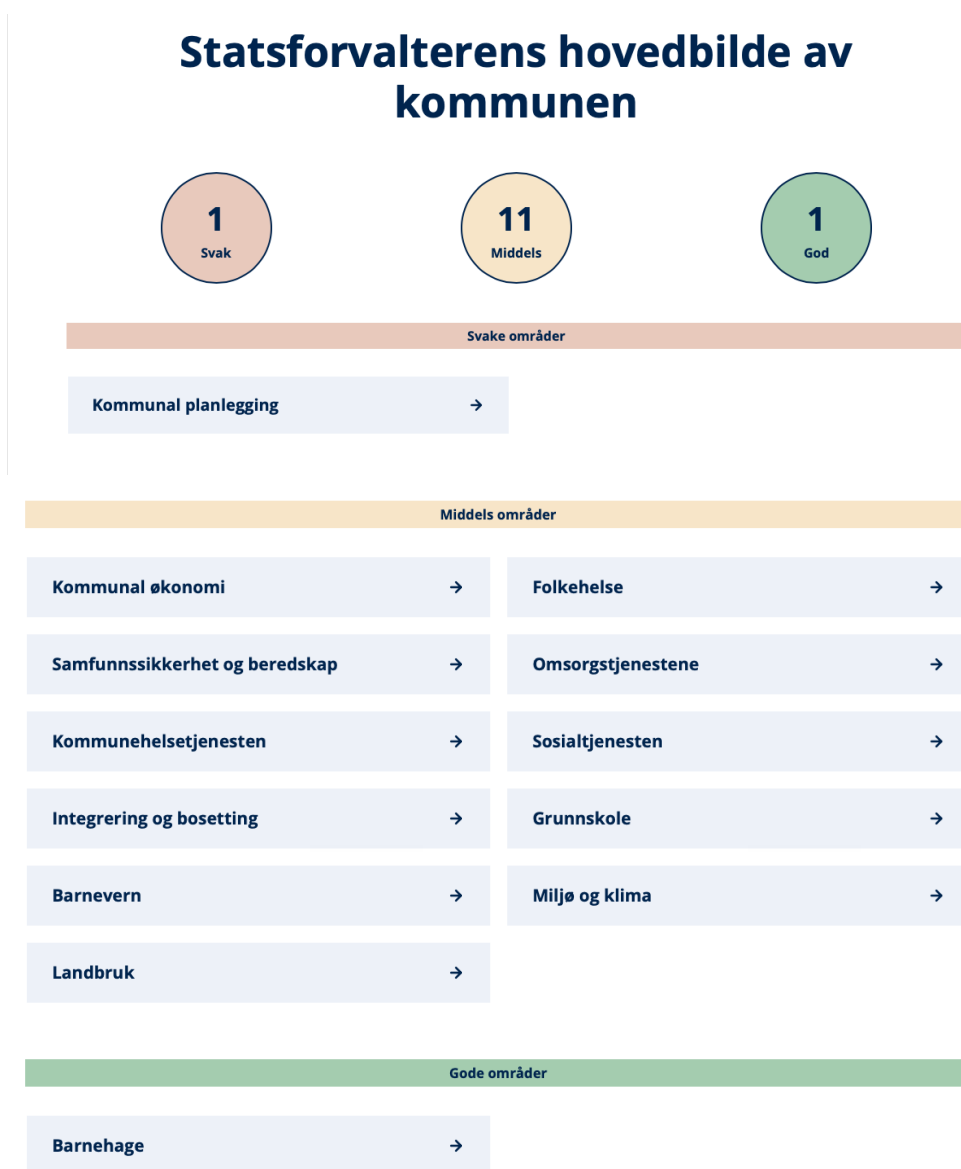 Statsforvalterens hovedbilde av
kommunen
1
Svak
11
Middels
1
God
Svake områder
Kommunal planlegging
Middels områder
Kommunal økonomi
Folkehelse
Samfunnssikkerhet og beredskap
Omsorgstjenestene
Kommunehelsetjenesten
Sosialtjenesten
Integrering og bosetting
Grunnskole
Barnevern
Miljø og klima
Landbruk
Gode områder
Barnehage